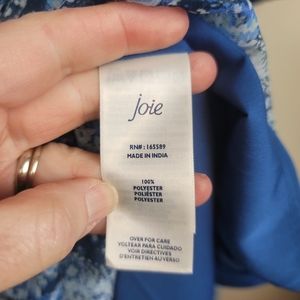 joie
RN#: 165589
MADE IN INDIA
100%
POLYESTER
POLIÉSTER
POLYESTER
OVER FOR CARE
VOLTEAR PARA CUIDADO
VOIR DIRECTIVES
D'ENTRETIEN AU VERSO